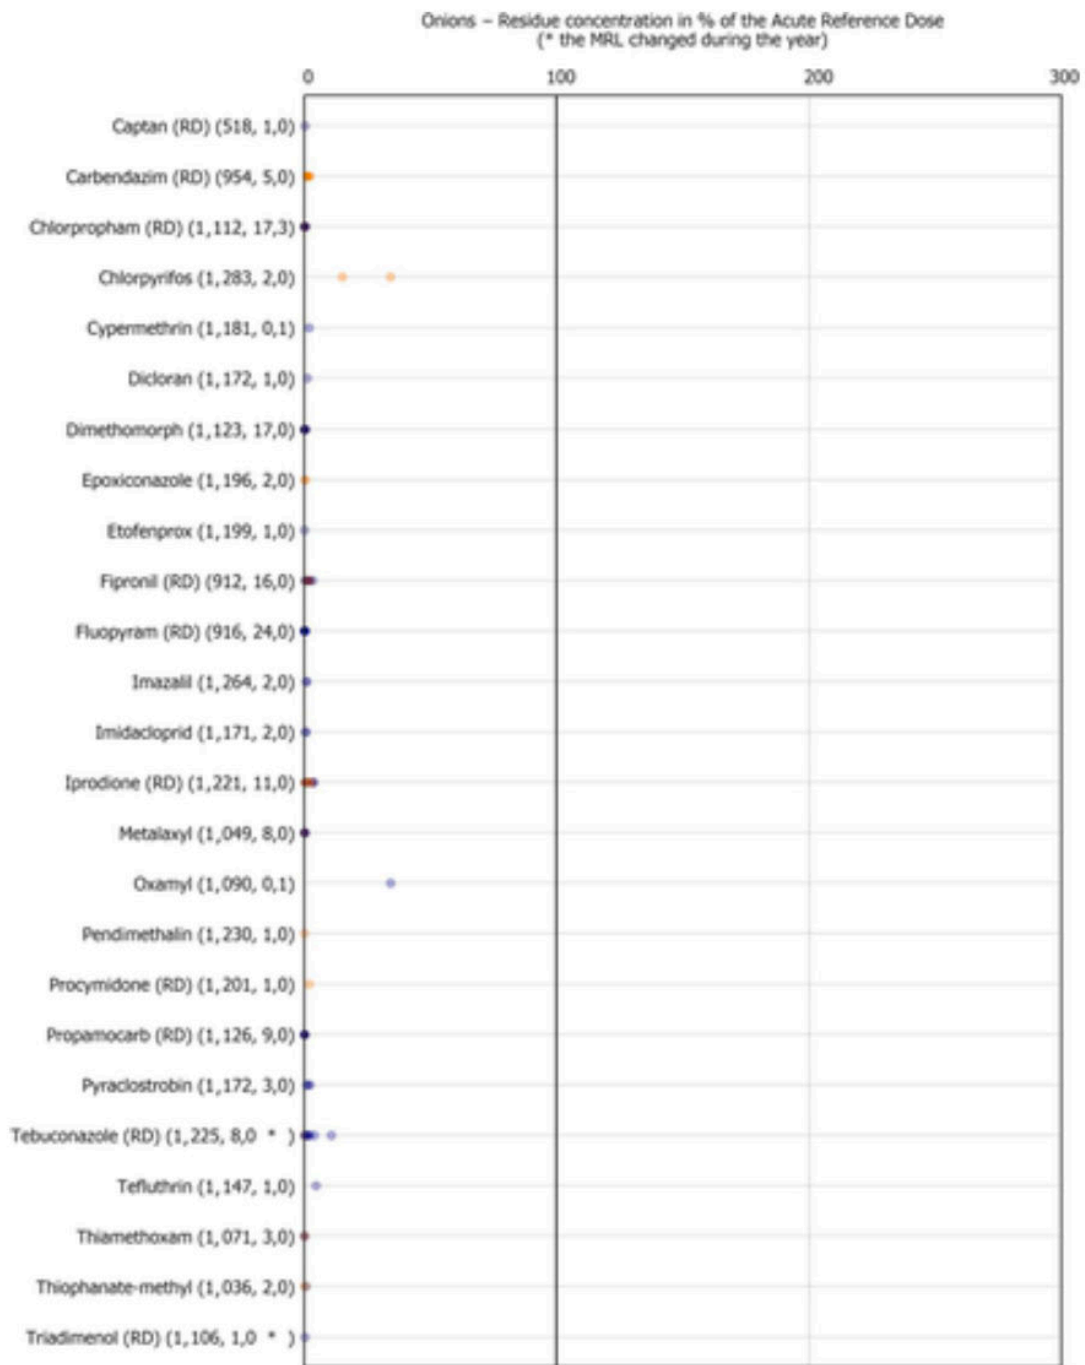 Onions – Residue concentration in % of the Acute Reference Dose
(* the MRL changed during the year)
0 100 200 300
Captan (RD) (518, 1,0)
Carbendazim (RD) (954, 5,0)
Chlorpropham (RD) (1,112, 17,3)
Chlorpyrifos (1,283, 2,0)
Cypermethrin (1,181, 0,1)
Dicloran (1,172, 1,0)
Dimethomorph (1,123, 17,0)
Epoxiconazole (1,196, 2,0)
Etofenprox (1,199, 1,0)
Fipronil (RD) (912, 16,0)
Fluopyram (RD) (916, 24,0)
Imazalil (1,264, 2,0)
Imidacloprid (1,171, 2,0)
Iprodione (RD) (1,221, 11,0)
Metalaxyl (1,049, 8,0)
Oxamyl (1,090, 0,1)
Pendimethalin (1,230, 1,0)
Procymidone (RD) (1,201, 1,0)
Propamocarb (RD) (1,126, 9,0)
Pyraclostrobin (1,172, 3,0)
Tebuconazole (RD) (1,225, 8,0 * )
Tefluthrin (1,147, 1,0)
Thiamethoxam (1,071, 3,0)
Thiophanate-methyl (1,036, 2,0)
Triadimenol (RD) (1,106, 1,0 * )